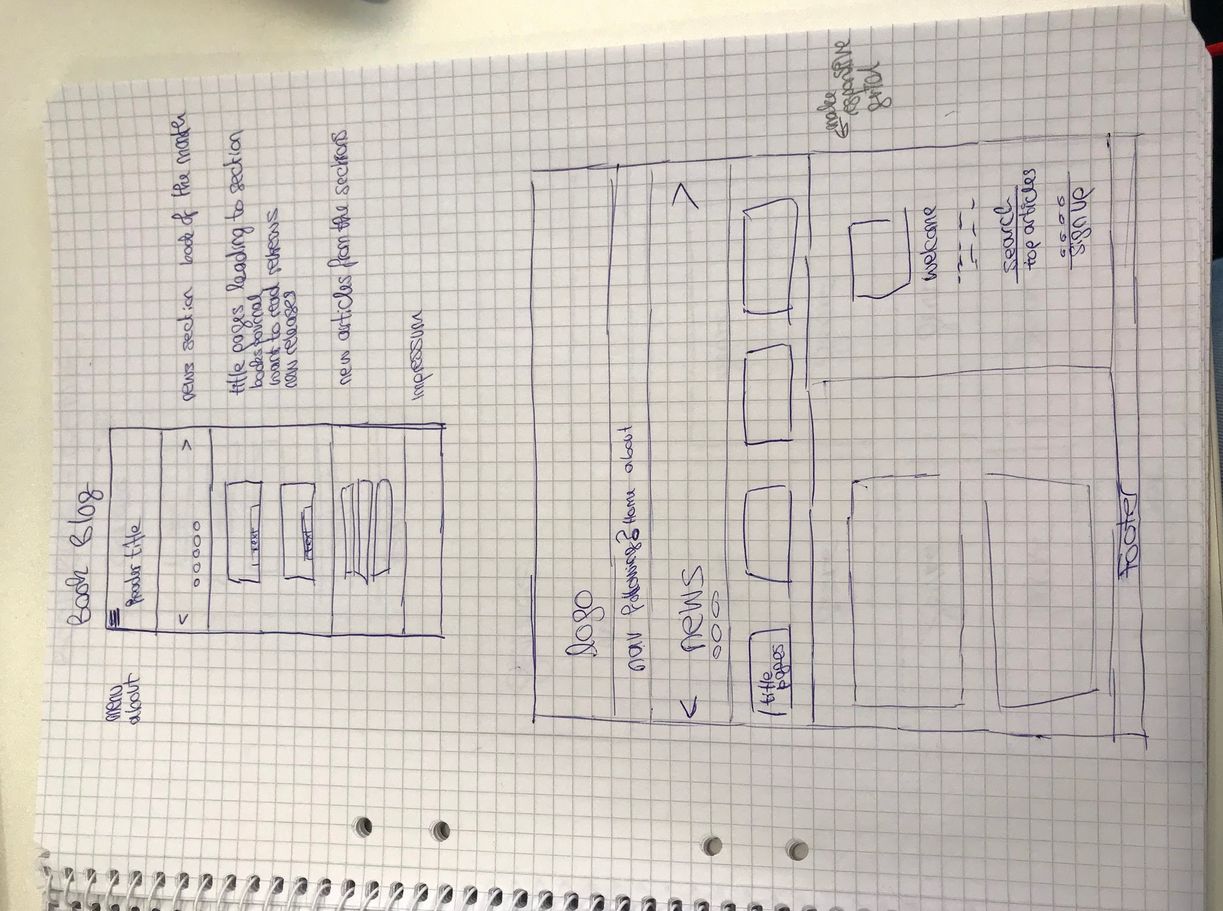 Book Blog
menu
about
Header title
< >
news section book of the month
title pages leading to section
books journal
want to read reviews
new releases
TEXT
TEXT
new articles from the sections
Impressum
logo
nav Following? Home about
< news >
title
pages
make
responsive
grid
welcome
search
top articles
sign up
Footer